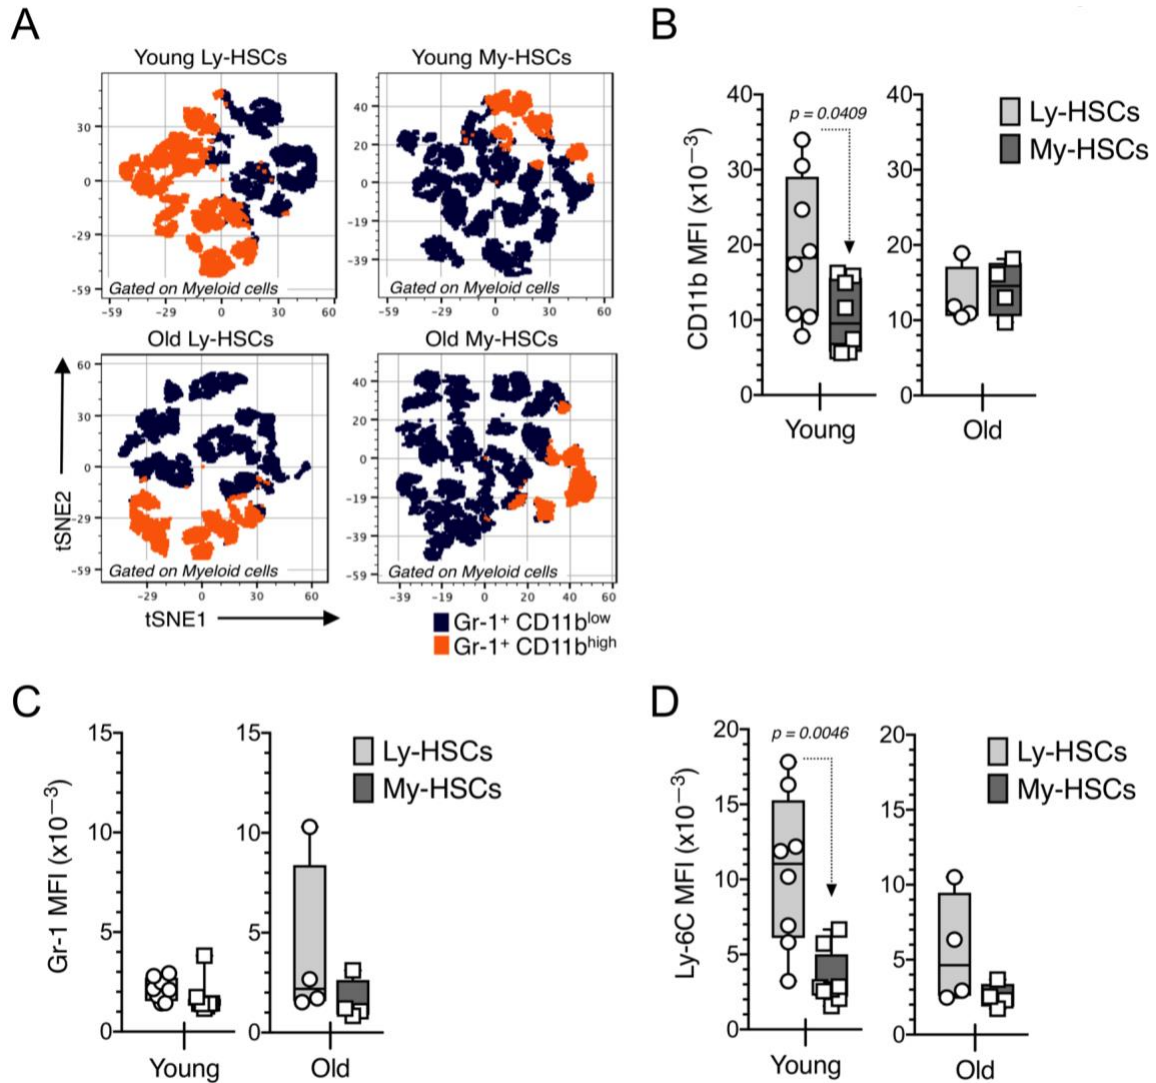 A
Young Ly-HSCs
Young My-HSCs
30
0
−29
−59
Gated on Myeloid cells
−59 −29 0 30 60
40
20
0
−19
−39
Gated on Myeloid cells
−59 −39 −19 0 20 40 60
Old Ly-HSCs
Old My-HSCs
60
30
0
−29
−59
Gated on Myeloid cells
−29 0 30 60
40
20
0
−19
−39
−59
Gated on Myeloid cells
−39 −19 0 20 40 60
tSNE2
tSNE1
Gr-1⁺ CD11bˡᵒʷ
Gr-1⁺ CD11bʰⁱᵍʰ
B
CD11b MFI (x10⁻³)
40
30
20
10
0
p = 0.0409
Young
40
30
20
10
0
Old
Ly-HSCs
My-HSCs
C
Gr-1 MFI (x10⁻³)
15
10
5
0
Young
15
10
5
0
Old
Ly-HSCs
My-HSCs
D
Ly-6C MFI (x10⁻³)
20
15
10
5
0
p = 0.0046
Young
20
15
10
5
0
Old
Ly-HSCs
My-HSCs